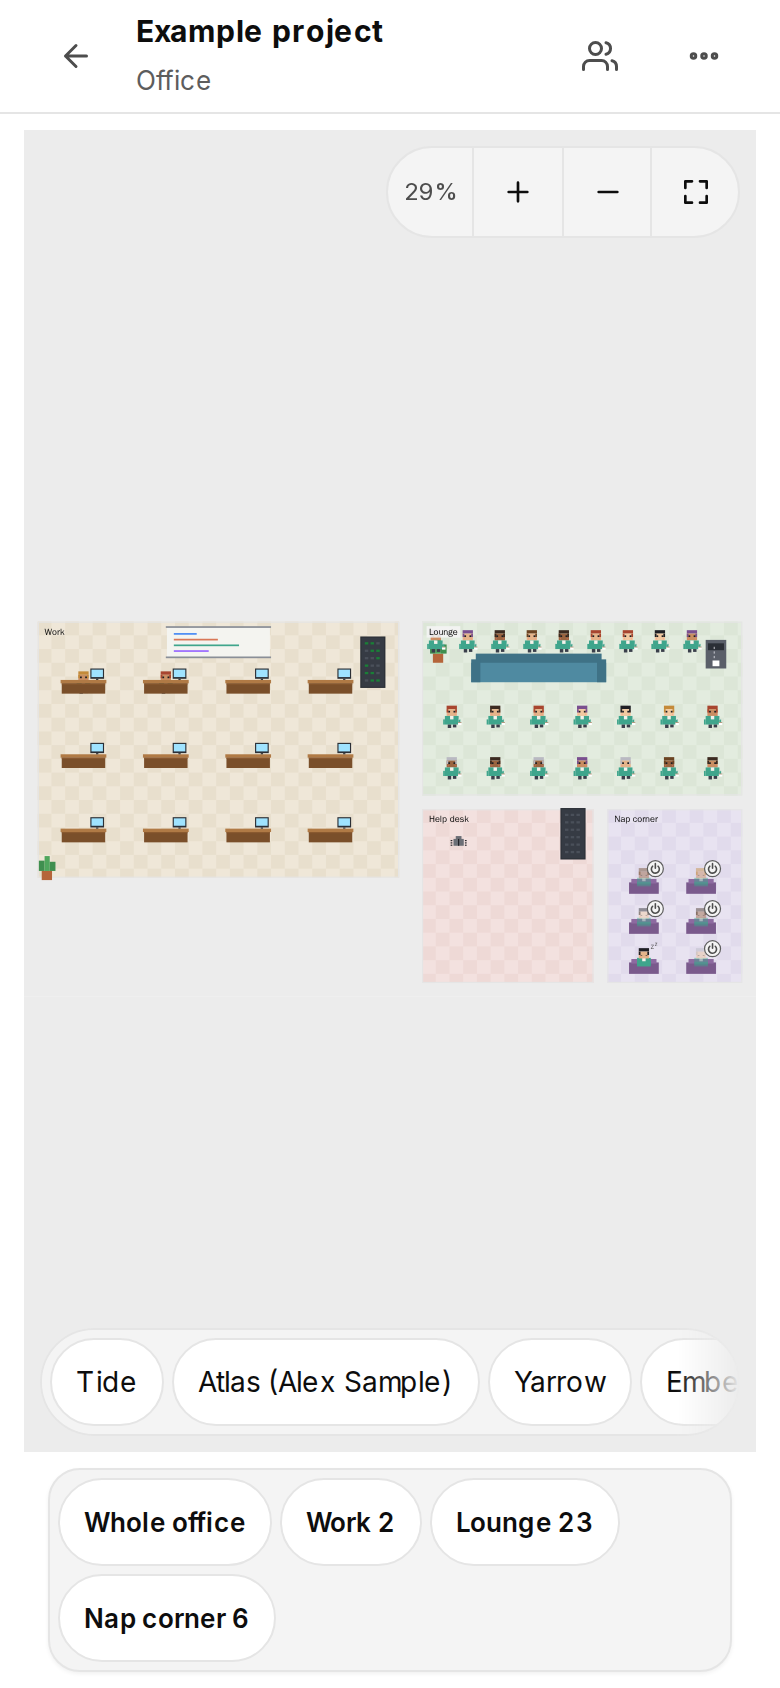 Example project
Office
29%
Work
Lounge
Help desk
Nap corner
Tide
Atlas (Alex Sample)
Yarrow
Embe
Whole office
Work 2
Lounge 23
Nap corner 6